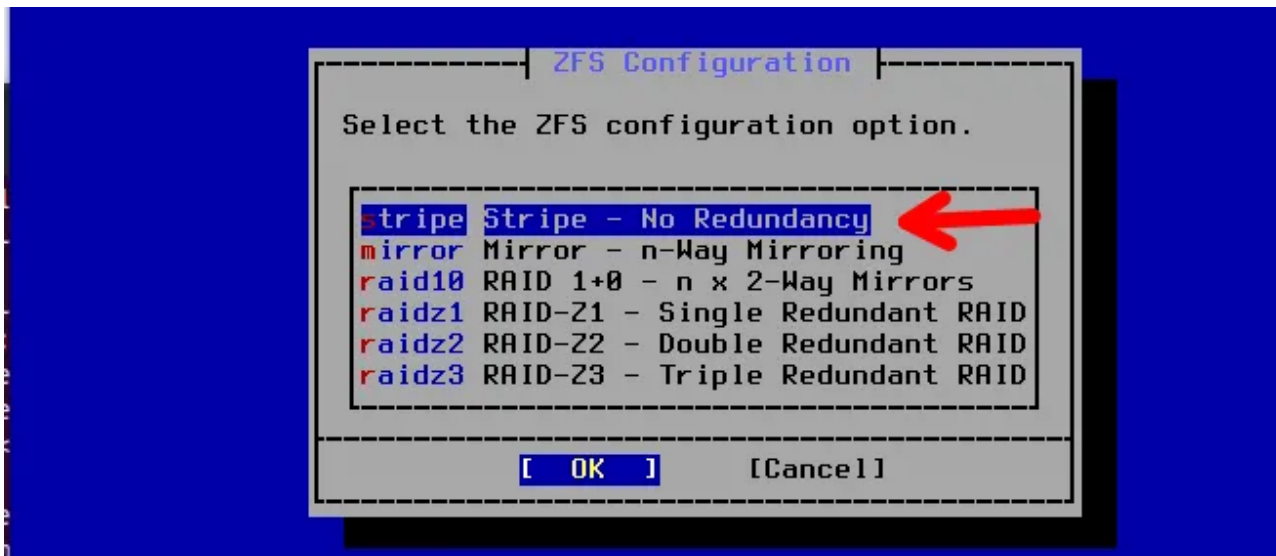 ZFS Configuration
Select the ZFS configuration option.
stripe Stripe - No Redundancy
mirror Mirror - n-Way Mirroring
raid10 RAID 1+0 - n x 2-Way Mirrors
raidz1 RAID-Z1 - Single Redundant RAID
raidz2 RAID-Z2 - Double Redundant RAID
raidz3 RAID-Z3 - Triple Redundant RAID
[ OK ] [Cancel]